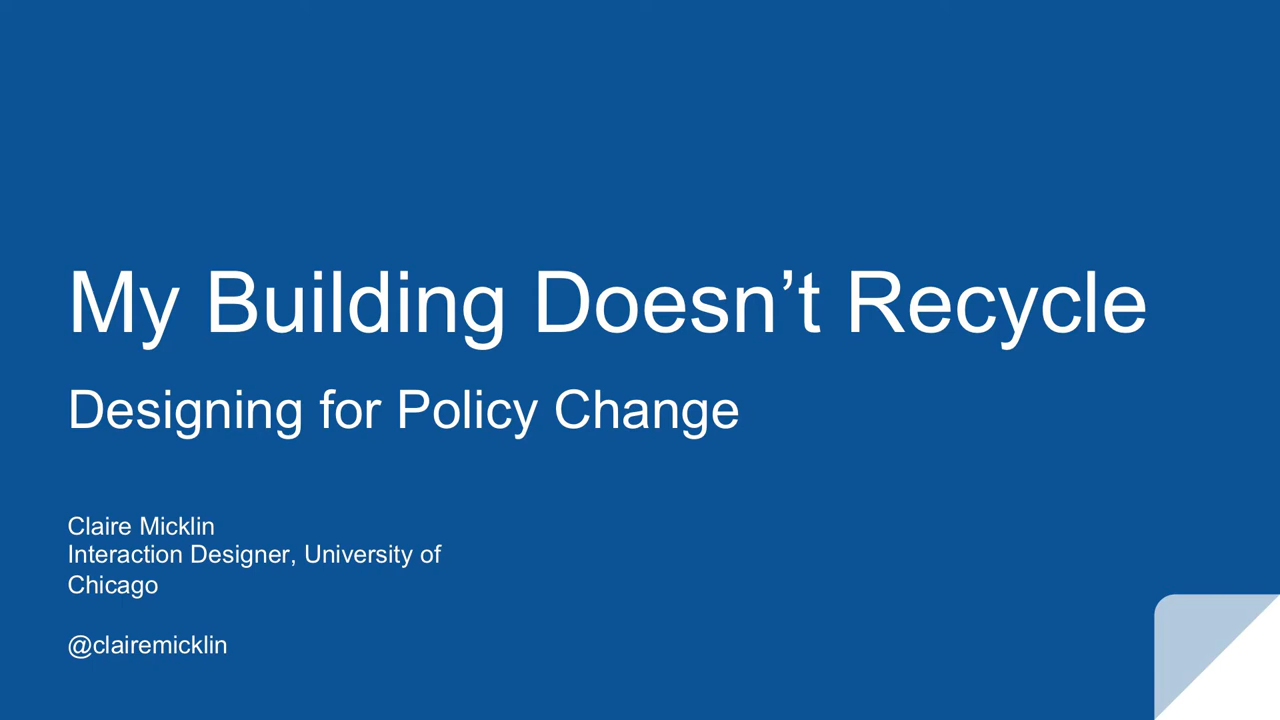 My Building Doesn’t Recycle
Designing for Policy Change
Claire Micklin
Interaction Designer, University of
Chicago
@clairemicklin